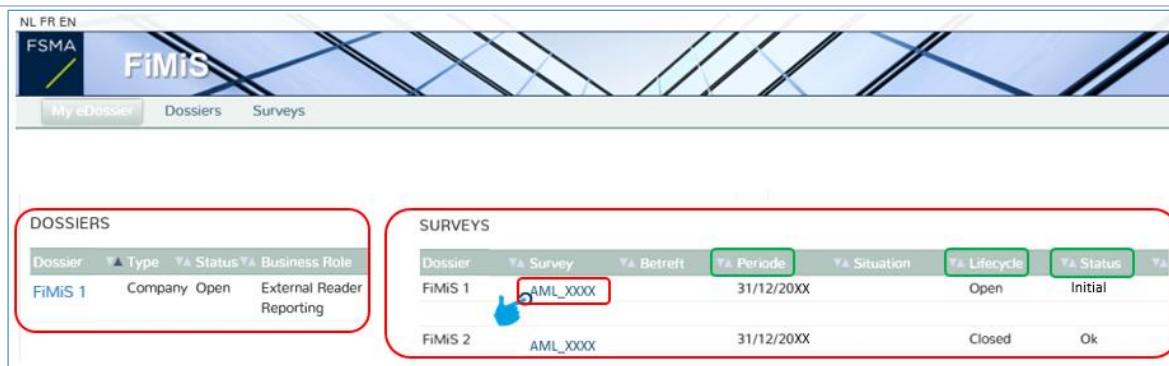 NL FR EN
FSMA
FiMiS
My eDossier Dossiers Surveys
DOSSIERS
Dossier Type Status Business Role
FiMiS 1 Company Open External Reader
Reporting
SURVEYS
Dossier Survey Betreft Periode Situation Lifecycle Status
FiMiS 1 AML_XXXX 31/12/20XX Open Initial
FiMiS 2 AML_XXXX 31/12/20XX Closed Ok